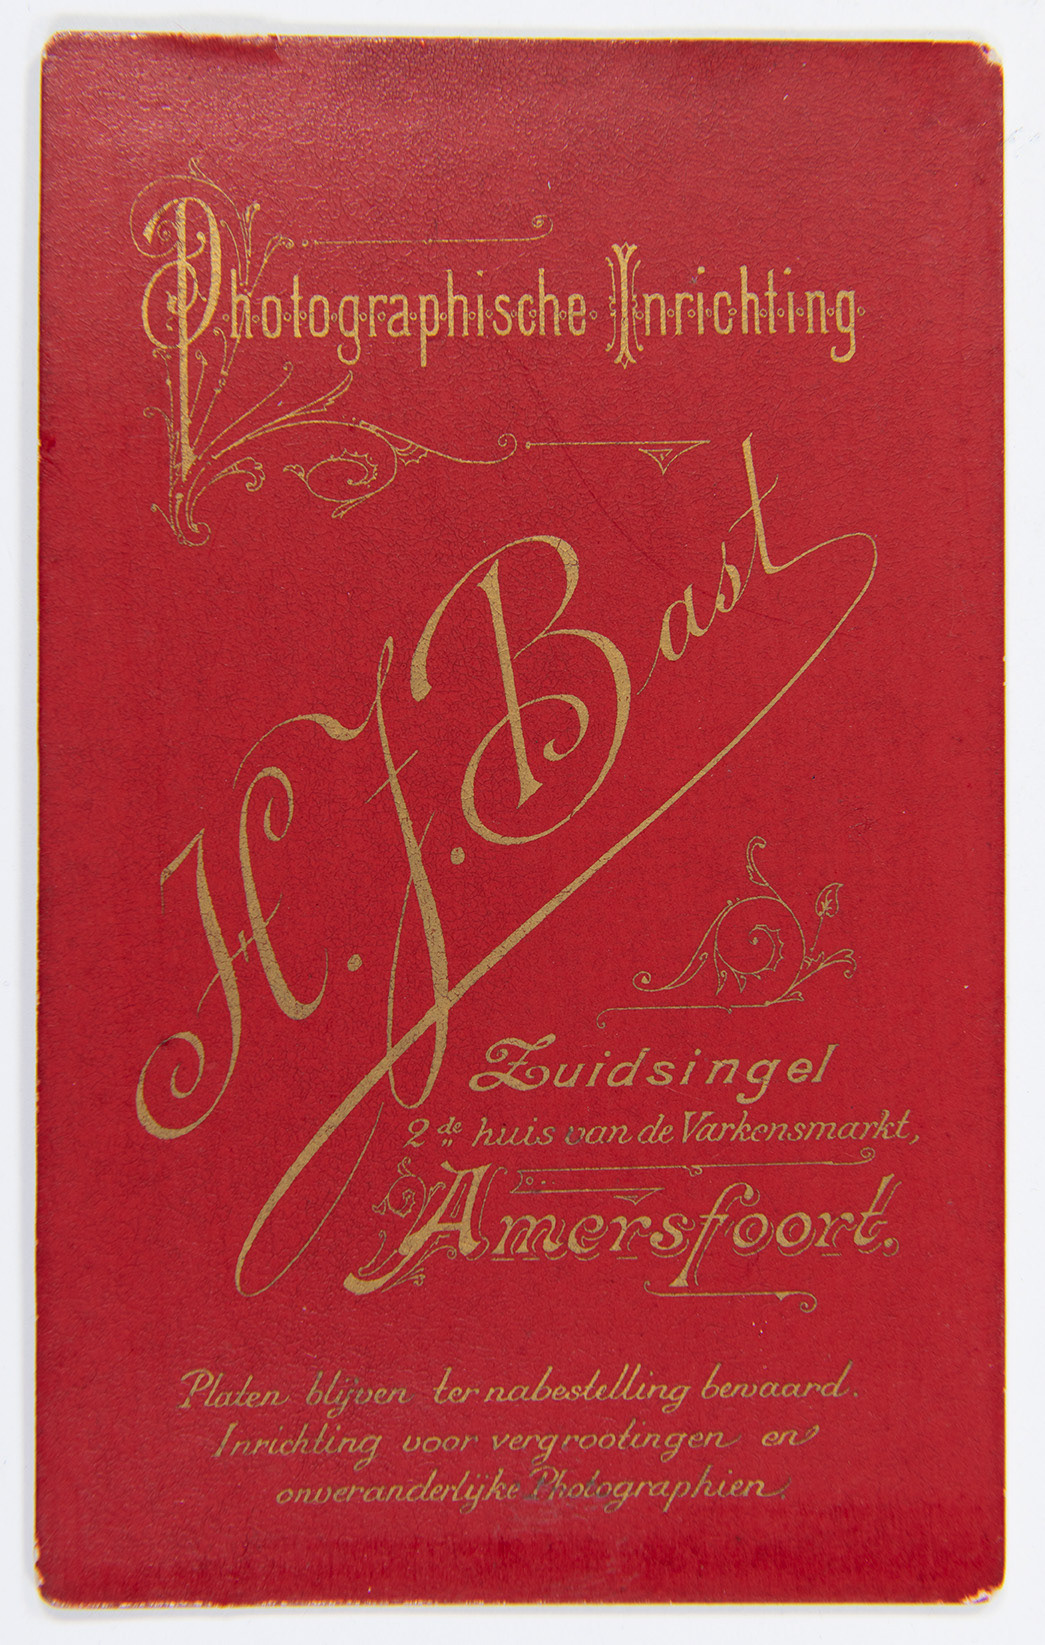 Photographische Inrichting
H. J. Bast
Zuidsingel
2de huis van de Varkensmarkt,
Amersfoort.
Platen blijven ter nabestelling bewaard.
Inrichting voor vergrootingen en
onveranderlijke Photographien.